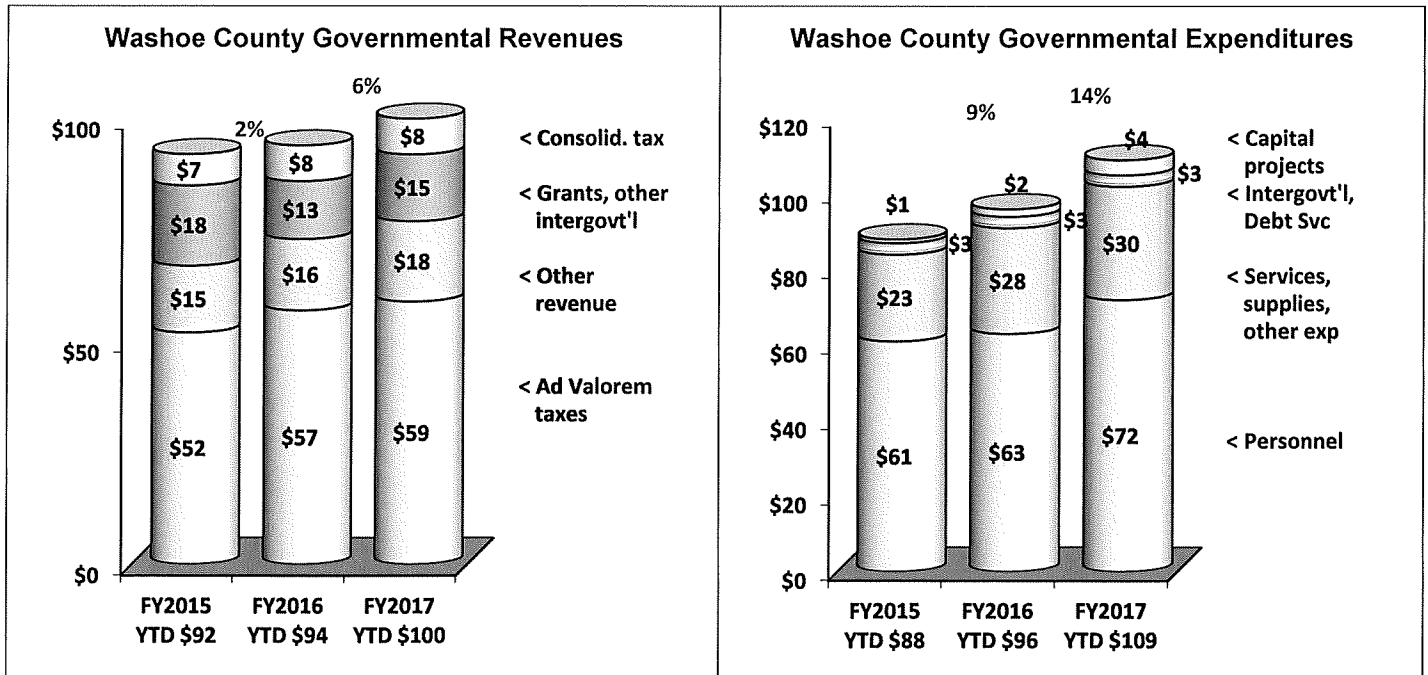 Washoe County Governmental Revenues
6%
2%
$100
$50
$0
$7
$18
$15
$52
$8
$13
$16
$57
$8
$15
$18
$59
< Consolid. tax
< Grants, other
intergovt'l
< Other
revenue
< Ad Valorem
taxes
FY2015
YTD $92
FY2016
YTD $94
FY2017
YTD $100
Washoe County Governmental Expenditures
9%
14%
$120
$100
$80
$60
$40
$20
$0
$1
$3
$23
$61
$2
$3
$28
$63
$4
$3
$30
$72
< Capital
projects
< Intergovt'l,
Debt Svc
< Services,
supplies,
other exp
< Personnel
FY2015
YTD $88
FY2016
YTD $96
FY2017
YTD $109